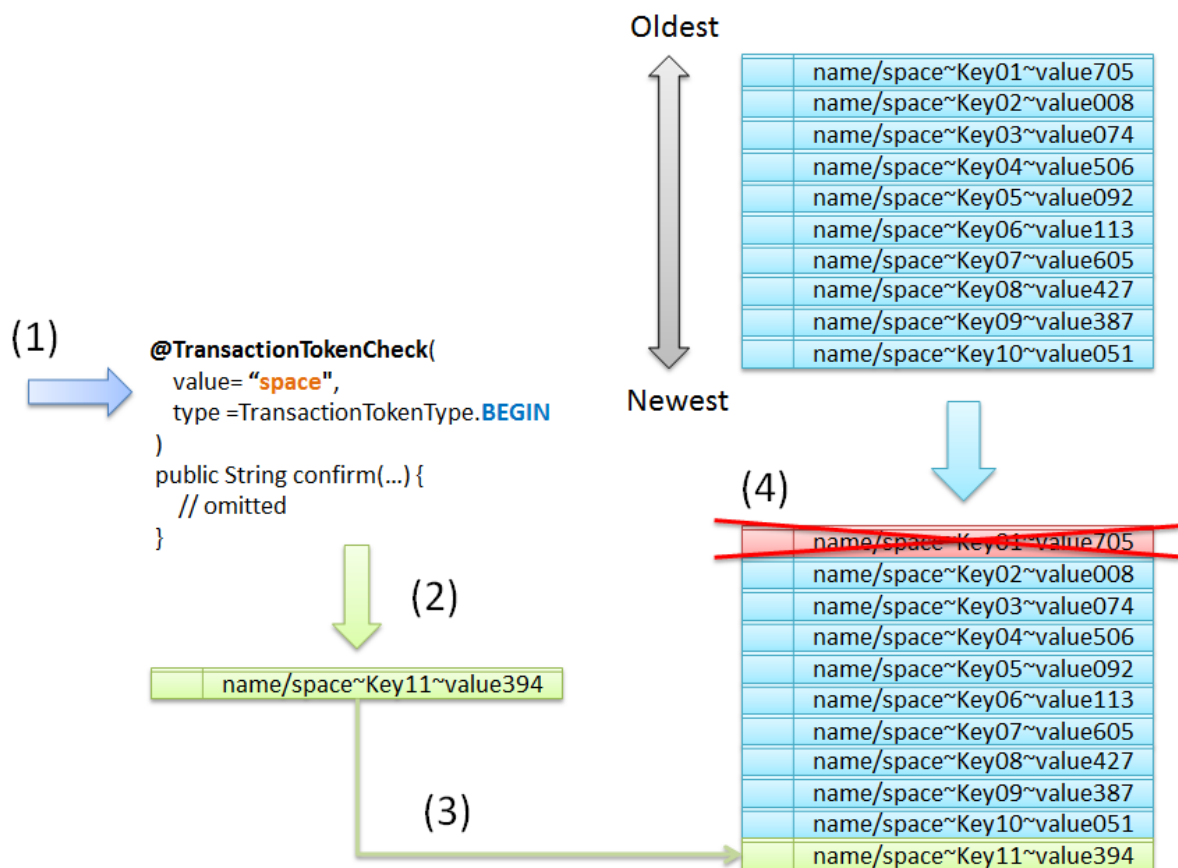 Oldest
name/space~Key01~value705
name/space~Key02~value008
name/space~Key03~value074
name/space~Key04~value506
name/space~Key05~value092
name/space~Key06~value113
name/space~Key07~value605
name/space~Key08~value427
name/space~Key09~value387
name/space~Key10~value051
Newest
(1)
@TransactionTokenCheck(
value= “space",
type =TransactionTokenType.BEGIN
)
public String confirm(…) {
// omitted
}
(2)
name/space~Key11~value394
(3)
(4)
name/space~Key01~value705
name/space~Key02~value008
name/space~Key03~value074
name/space~Key04~value506
name/space~Key05~value092
name/space~Key06~value113
name/space~Key07~value605
name/space~Key08~value427
name/space~Key09~value387
name/space~Key10~value051
name/space~Key11~value394